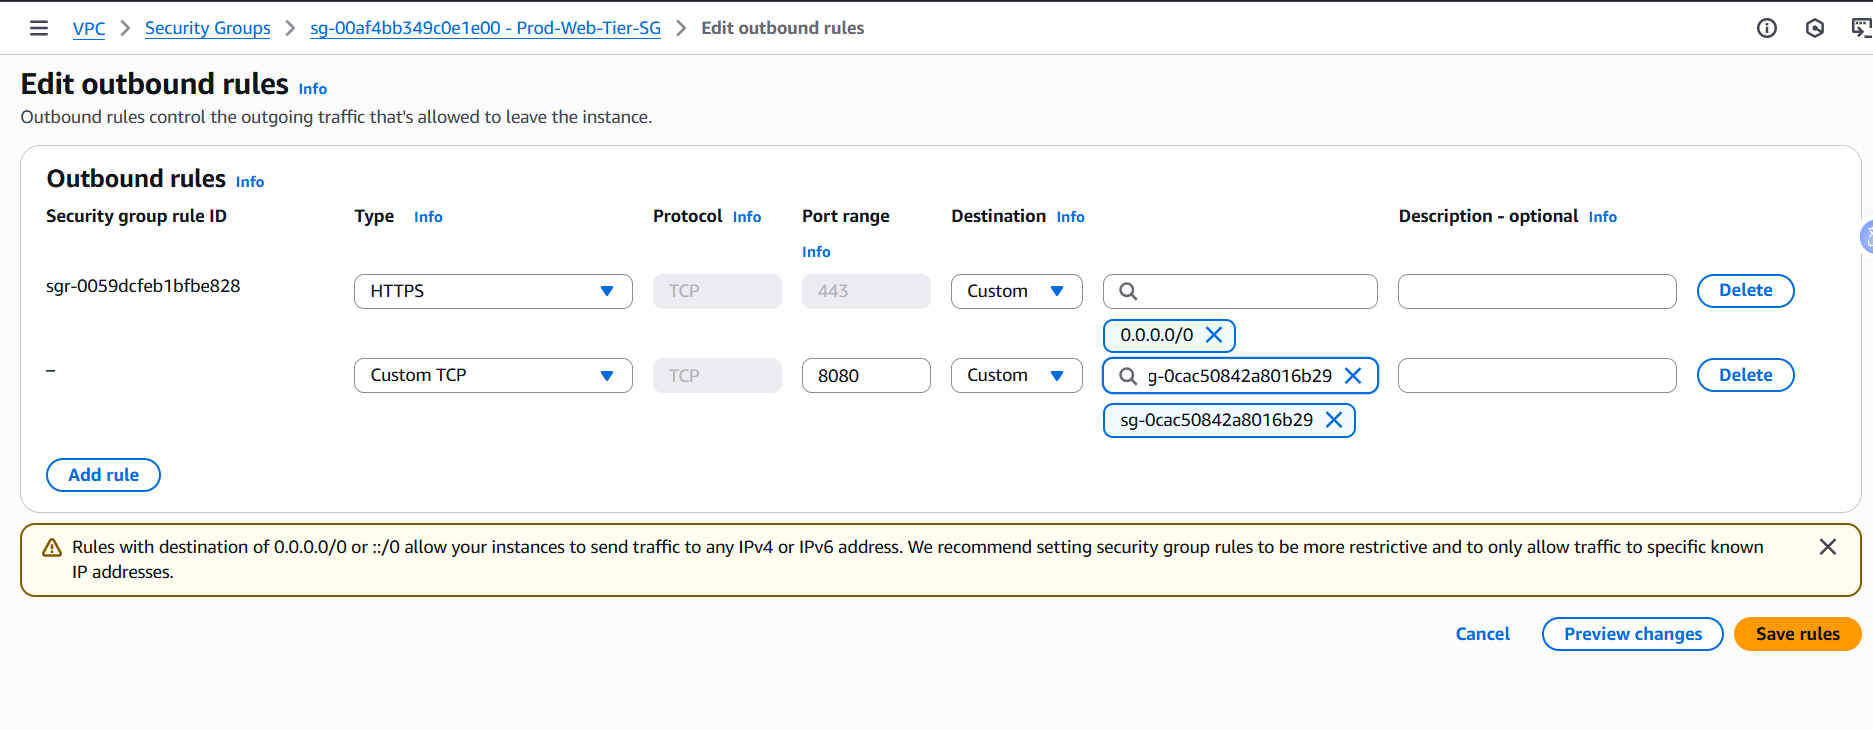 VPC > Security Groups > sg-00af4bb349c0e1e00 - Prod-Web-Tier-SG > Edit outbound rules
Edit outbound rules Info
Outbound rules control the outgoing traffic that's allowed to leave the instance.
Outbound rules Info
Security group rule ID Type Info Protocol Info Port range Info Destination Info Description - optional Info
sgr-0059dcfeb1bfbe828 HTTPS TCP 443 Custom Delete
0.0.0.0/0
– Custom TCP TCP 8080 Custom g-0cac50842a8016b29 Delete
sg-0cac50842a8016b29
Add rule
Rules with destination of 0.0.0.0/0 or ::/0 allow your instances to send traffic to any IPv4 or IPv6 address. We recommend setting security group rules to be more restrictive and to only allow traffic to specific known
IP addresses.
Cancel Preview changes Save rules